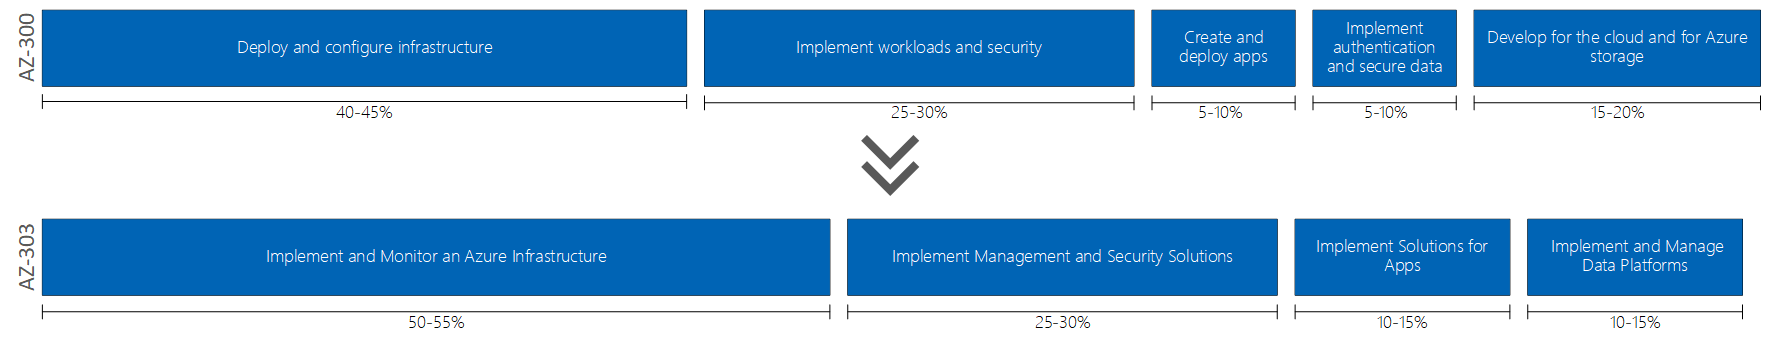 AZ-300
Deploy and configure infrastructure
Implement workloads and security
Create and
deploy apps
Implement
authentication
and secure data
Develop for the cloud and for Azure
storage
40-45%
25-30%
5-10%
5-10%
15-20%
AZ-303
Implement and Monitor an Azure Infrastructure
Implement Management and Security Solutions
Implement Solutions for
Apps
Implement and Manage
Data Platforms
50-55%
25-30%
10-15%
10-15%